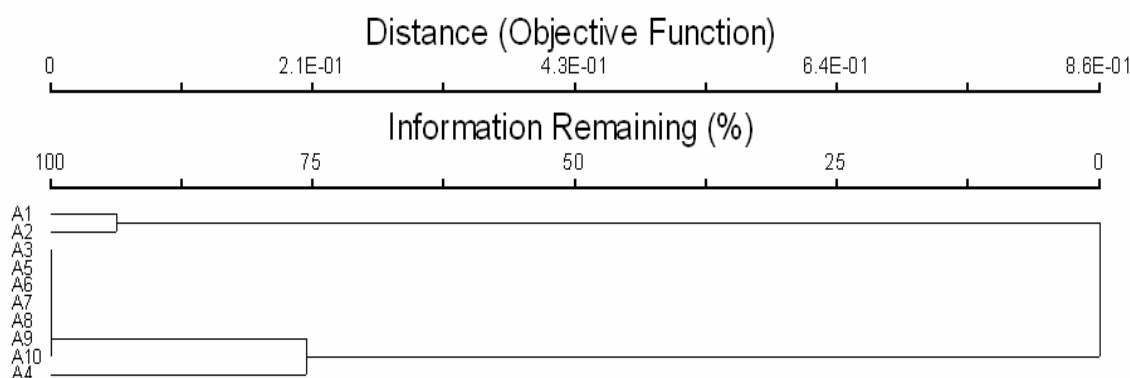 Distance (Objective Function)
0 2.1E-01 4.3E-01 6.4E-01 8.6E-01
Information Remaining (%)
100 75 50 25 0
A1
A2
A3
A5
A6
A7
A8
A9
A10
A4